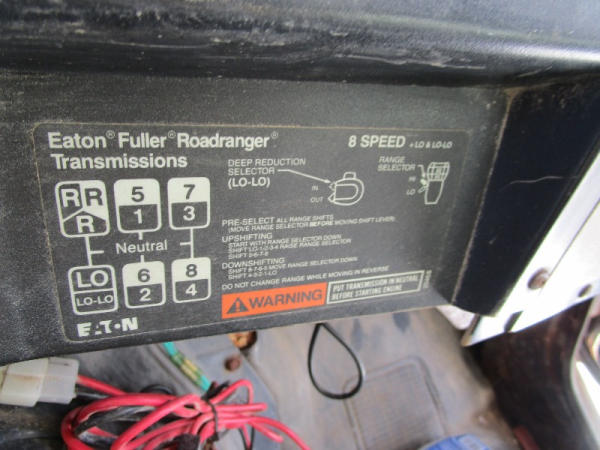 Eaton® Fuller® Roadranger®
Transmissions
8 SPEED + LO & LO-LO
DEEP REDUCTION
SELECTOR
(LO-LO)
IN
OUT
RANGE
SELECTOR
HI
LO
R R
R
5
1
7
3
Neutral
LO
LO-LO
6
2
8
4
PRE-SELECT ALL RANGE SHIFTS
(MOVE RANGE SELECTOR BEFORE MOVING SHIFT LEVER)
UPSHIFTING
START WITH RANGE SELECTOR DOWN
SHIFT LO-1-2-3-4 RAISE RANGE SELECTOR
SHIFT 5-6-7-8
DOWNSHIFTING
SHIFT 8-7-6-5 MOVE RANGE SELECTOR DOWN
SHIFT 4-3-2-1-LO
DO NOT CHANGE RANGE WHILE MOVING IN REVERSE
WARNING
PUT TRANSMISSION IN NEUTRAL
BEFORE STARTING ENGINE
EATON